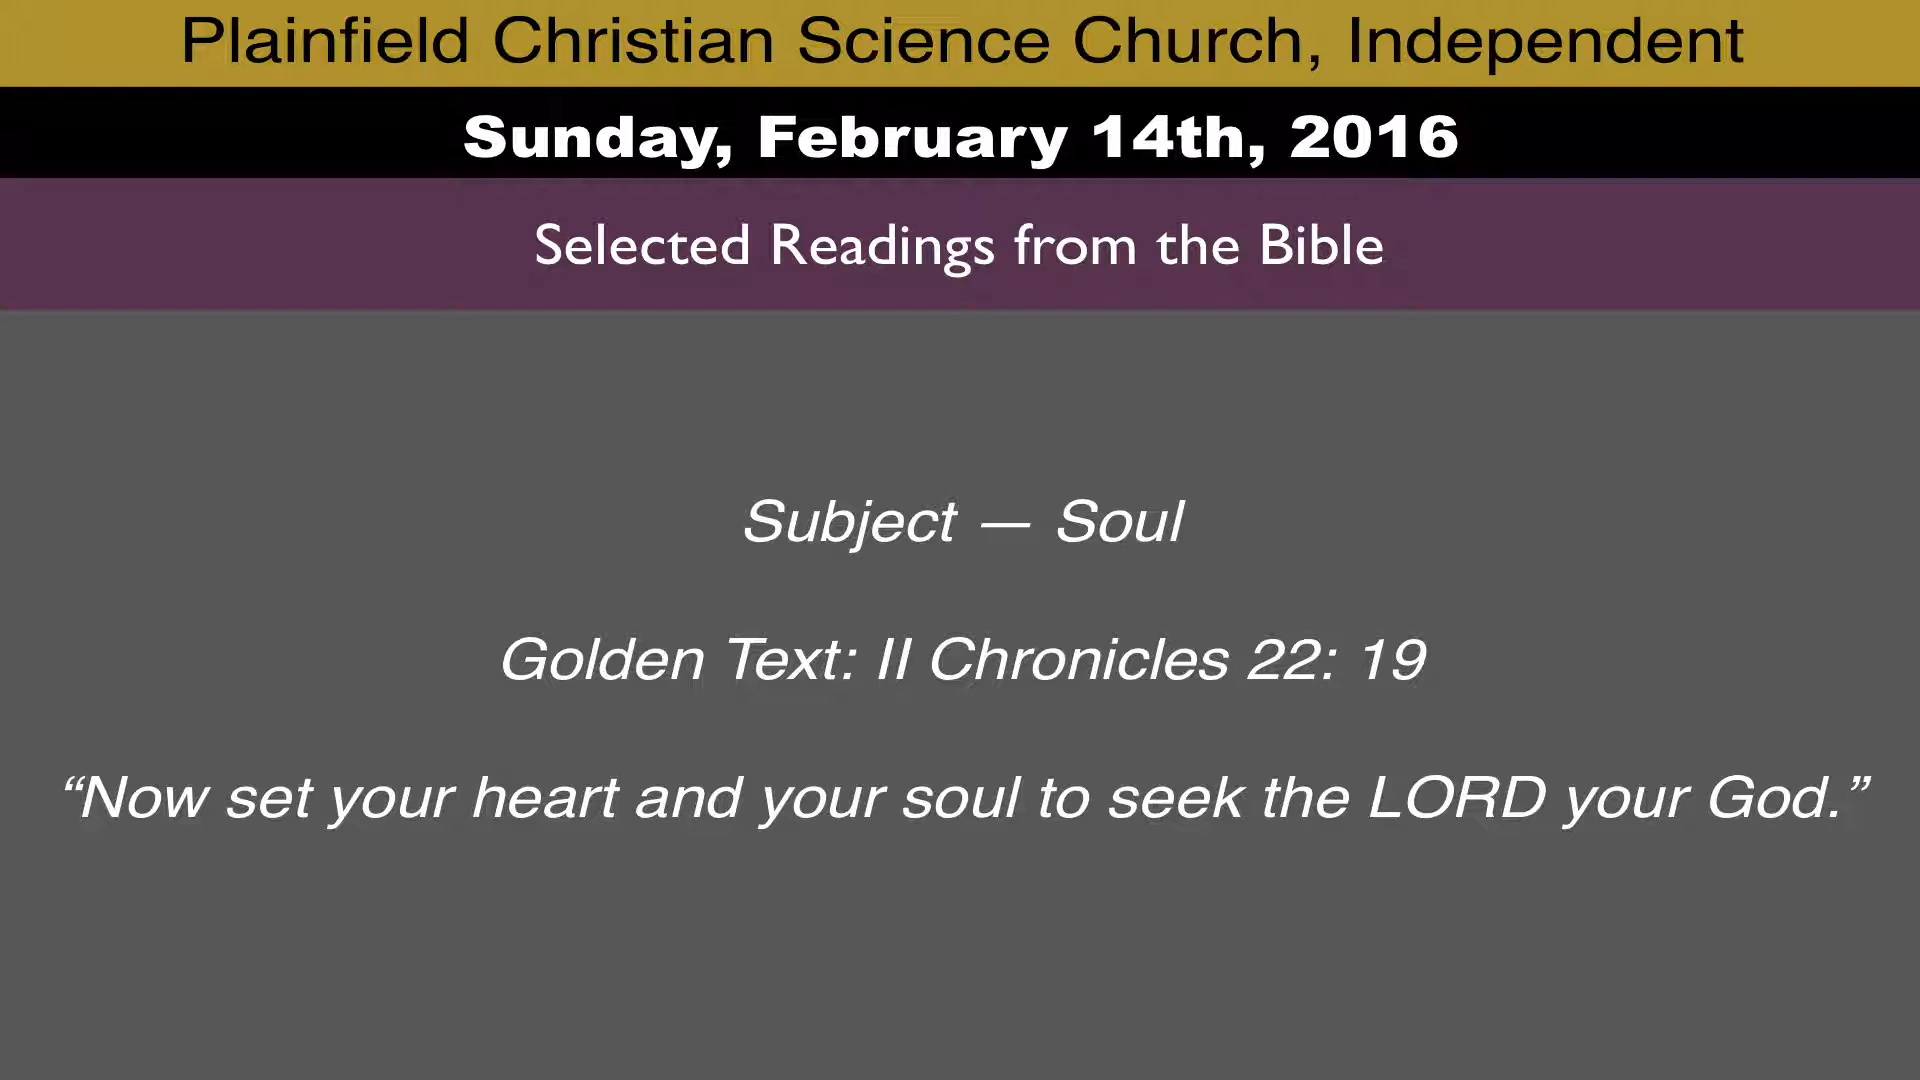 Plainfield Christian Science Church, Independent
Sunday, February 14th, 2016
Selected Readings from the Bible
Subject — Soul
Golden Text: II Chronicles 22: 19
“Now set your heart and your soul to seek the LORD your God.”